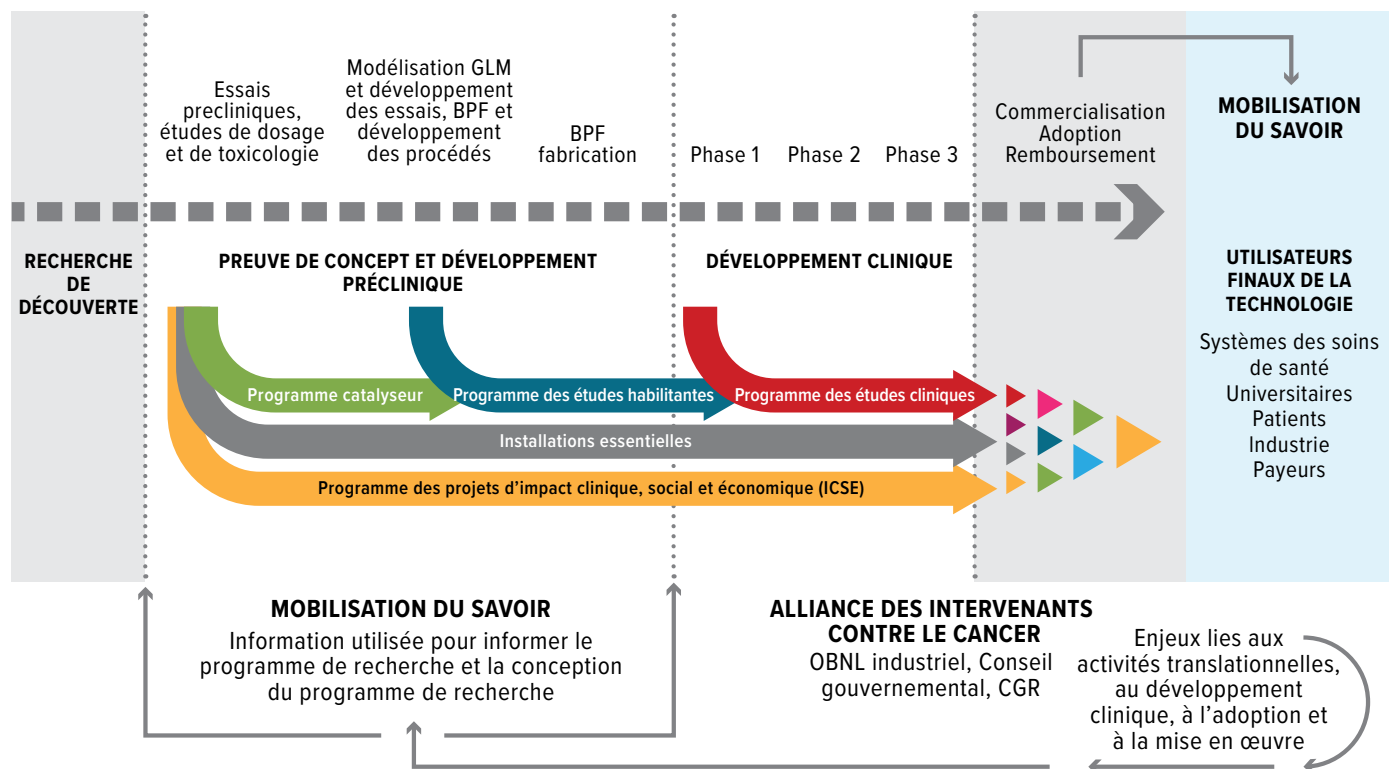 Essais
precliniques,
études de dosage
et de toxicologie
Modélisation GLM
et développement
des essais, BPF et
développement
des procédés
BPF
fabrication
Phase 1
Phase 2
Phase 3
Commercialisation
Adoption
Remboursement
MOBILISATION
DU SAVOIR
RECHERCHE
DE
DÉCOUVERTE
PREUVE DE CONCEPT ET DÉVELOPPEMENT
PRÉCLINIQUE
DÉVELOPPEMENT CLINIQUE
UTILISATEURS
FINAUX DE LA
TECHNOLOGIE
Systèmes des soins
de santé
Universitaires
Patients
Industrie
Payeurs
Programme catalyseur
Programme des études habilitantes
Programme des études cliniques
Installations essentielles
Programme des projets d'impact clinique, social et économique (ICSE)
MOBILISATION DU SAVOIR
Information utilisée pour informer le
programme de recherche et la conception
du programme de recherche
ALLIANCE DES INTERVENANTS
CONTRE LE CANCER
OBNL industriel, Conseil
gouvernemental, CGR
Enjeux lies aux
activités translationnelles,
au développement
clinique, à l'adoption et
à la mise en œuvre